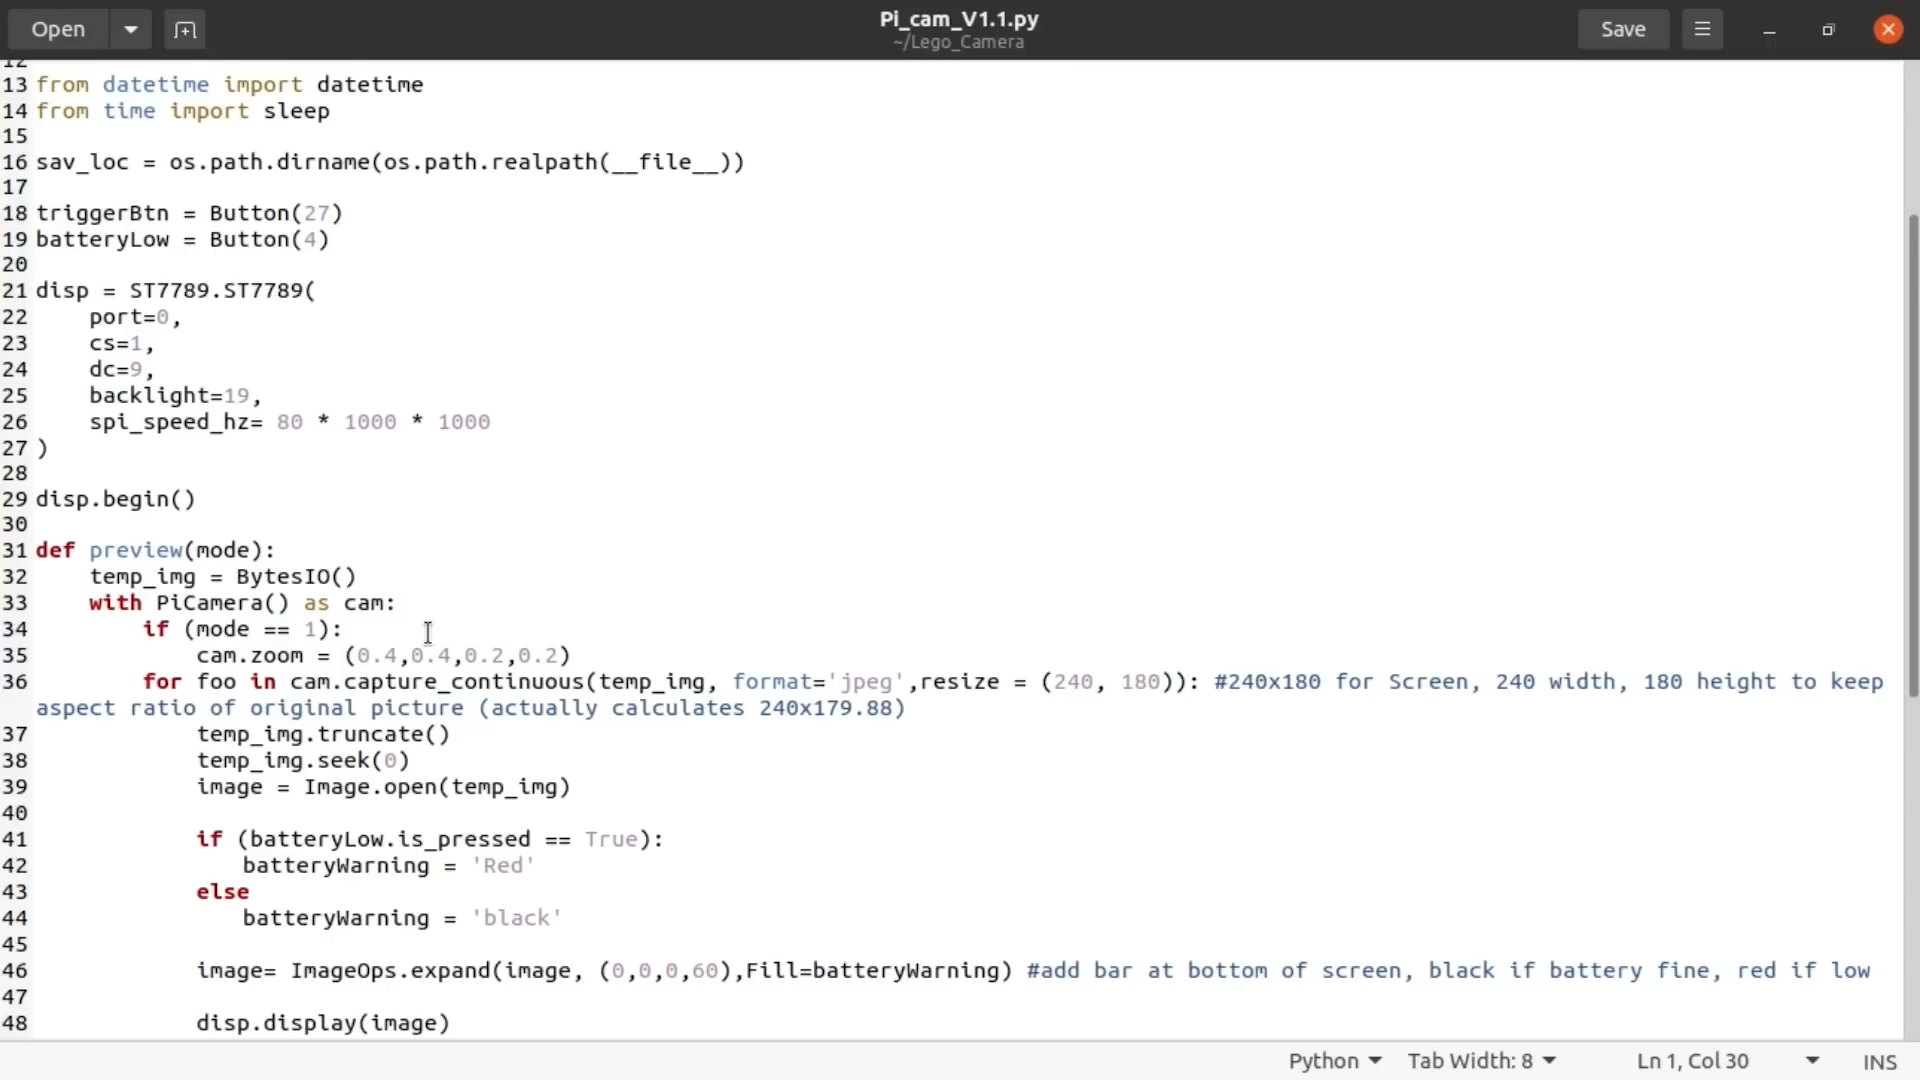 Open
Pi_cam_V1.1.py
~/Lego_Camera
Save
12
13 from datetime import datetime
14 from time import sleep
15
16 sav_loc = os.path.dirname(os.path.realpath(__file__))
17
18 triggerBtn = Button(27)
19 batteryLow = Button(4)
20
21 disp = ST7789.ST7789(
22     port=0,
23     cs=1,
24     dc=9,
25     backlight=19,
26     spi_speed_hz= 80 * 1000 * 1000
27 )
28
29 disp.begin()
30
31 def preview(mode):
32     temp_img = BytesIO()
33     with PiCamera() as cam:
34         if (mode == 1):
35             cam.zoom = (0.4,0.4,0.2,0.2)
36         for foo in cam.capture_continuous(temp_img, format='jpeg',resize = (240, 180)): #240x180 for Screen, 240 width, 180 height to keep
aspect ratio of original picture (actually calculates 240x179.88)
37             temp_img.truncate()
38             temp_img.seek(0)
39             image = Image.open(temp_img)
40
41             if (batteryLow.is_pressed == True):
42                 batteryWarning = 'Red'
43             else
44                 batteryWarning = 'black'
45
46             image= ImageOps.expand(image, (0,0,0,60),Fill=batteryWarning) #add bar at bottom of screen, black if battery fine, red if low
47
48             disp.display(image)
Python
Tab Width: 8
Ln 1, Col 30
INS